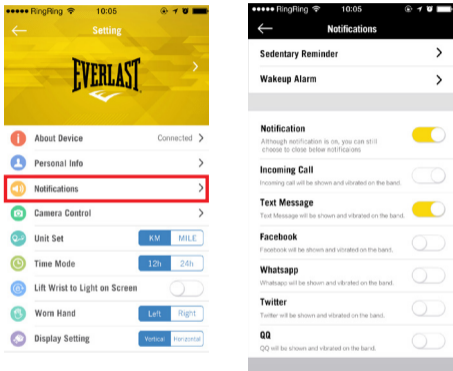 RingRing 10:05
Setting
EVERLAST
About Device Connected
Personal Info
Notifications
Camera Control
Unit Set KM MILE
Time Mode 12h 24h
Lift Wrist to Light on Screen
Worn Hand Left Right
Display Setting Vertical Horizontal
RingRing 10:05
Notifications
Sedentary Reminder
Wakeup Alarm
Notification
Although notification is on, you can still
choose to close below notifications
Incoming Call
Incoming call will be shown and vibrated on the band.
Text Message
Text Message will be shown and vibrated on the band.
Facebook
Facebook will be shown and vibrated on the band.
Whatsapp
Whatsapp will be shown and vibrated on the band.
Twitter
Twitter will be shown and vibrated on the band.
QQ
QQ will be shown and vibrated on the band.